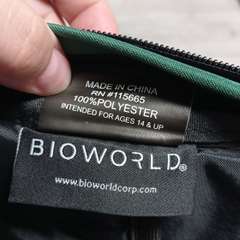 MADE IN CHINA
RN #115665
100%POLYESTER
INTENDED FOR AGES 14 & UP
BIOWORLD®
www.bioworldcorp.com